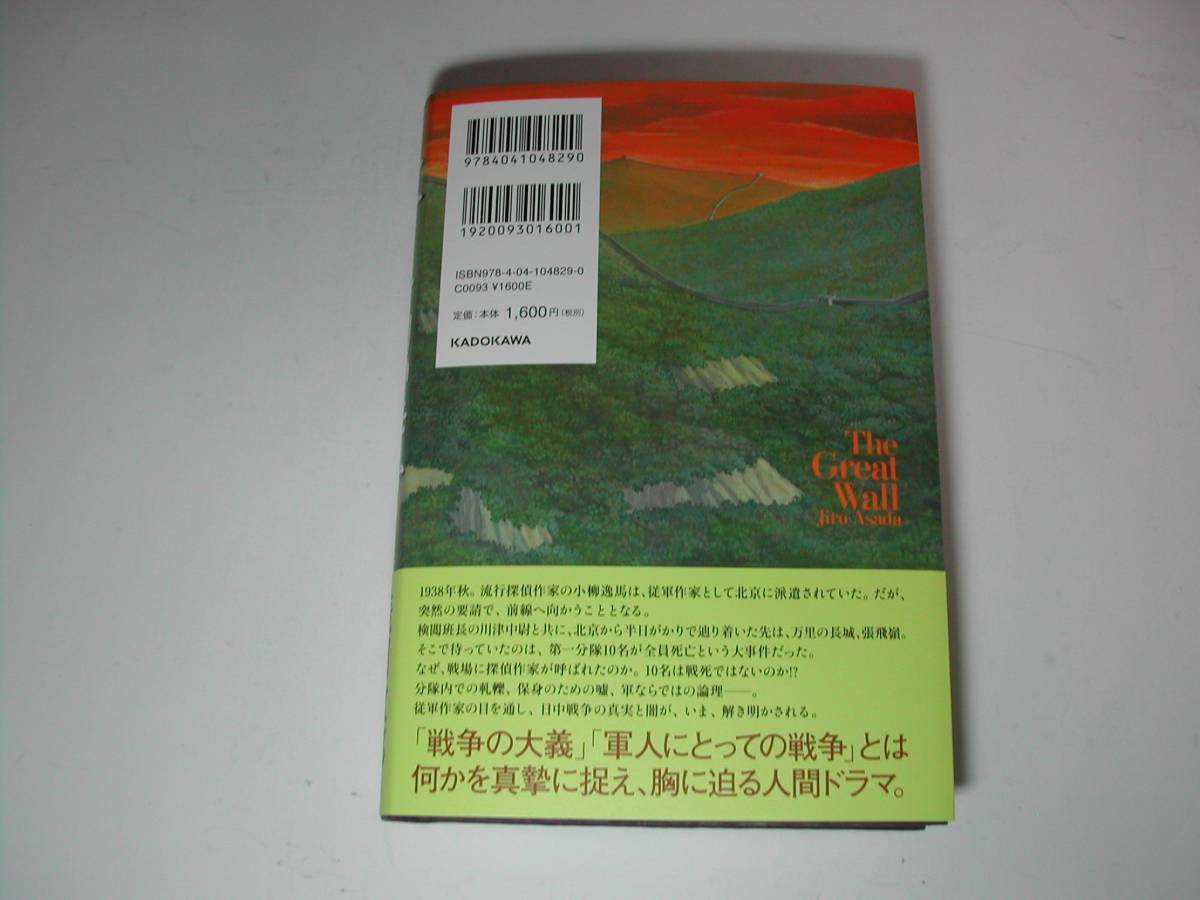 9784041048290
1920093016001
ISBN978-4-04-104829-0
C0093 ¥1600E
定価:本体 1,600円(税別)
KADOKAWA
The
Great
Wall
Jiro Asada
1938年秋。流行探偵作家の小柳逸馬は、従軍作家として北京に派遣されていた。だが、
突然の要請で、前線へ向かうこととなる。
検閲班長の川津中尉と共に、北京から半日がかりで辿り着いた先は、万里の長城、張飛嶺。
そこで待っていたのは、第一分隊10名が全員死亡という大事件だった。
なぜ、戦場に探偵作家が呼ばれたのか。10名は戦死ではないのか!?
分隊内での軋轢、保身のための嘘、軍ならではの論理――。
従軍作家の目を通し、日中戦争の真実と闇が、いま、解き明かされる。
「戦争の大義」「軍人にとっての戦争」とは
何かを真摯に捉え、胸に迫る人間ドラマ。